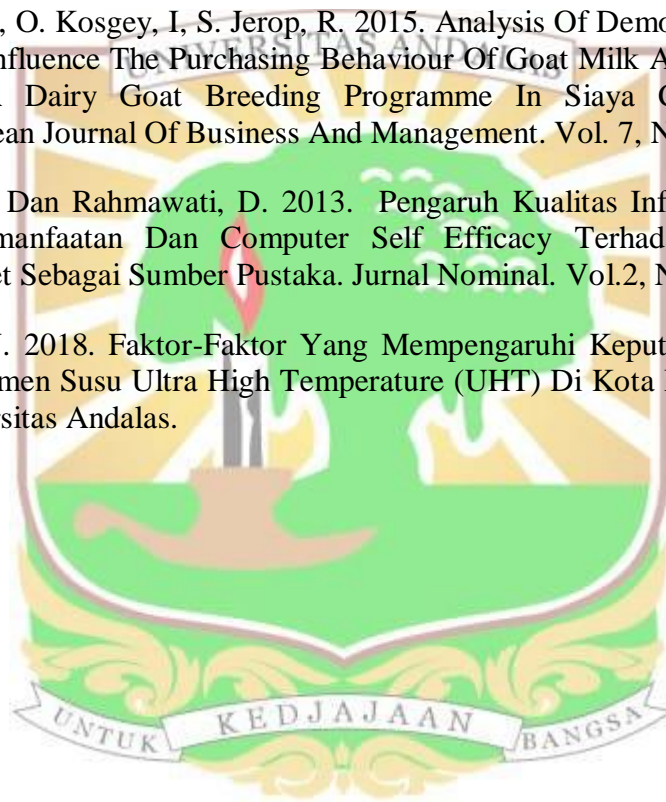 , O. Kosgey, I, S. Jerop, R. 2015. Analysis Of Demo
nfluence The Purchasing Behaviour Of Goat Milk A
UNIVERSITAS ANDALAS
Dairy Goat Breeding Programme In Siaya C
ean Journal Of Business And Management. Vol. 7, N
Dan Rahmawati, D. 2013. Pengaruh Kualitas Inf
manfaatan Dan Computer Self Efficacy Terhad
et Sebagai Sumber Pustaka. Jurnal Nominal. Vol.2, N
. 2018. Faktor-Faktor Yang Mempengaruhi Keput
men Susu Ultra High Temperature (UHT) Di Kota
rsitas Andalas.
UNTUK KEDJAJAAN BANGSA